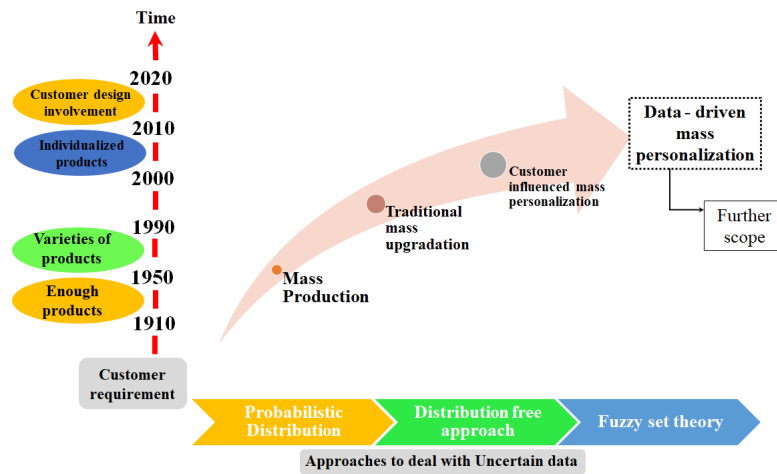 Time
2020
Customer design
involvement
2010
Individualized
products
2000
1990
Varieties of
products
1950
Enough
products
1910
Customer
requirement
Mass
Production
Traditional
mass
upgradation
Customer
influenced mass
personalization
Data - driven
mass
personalization
Further
scope
Probabilistic
Distribution
Distribution free
approach
Fuzzy set theory
Approaches to deal with Uncertain data